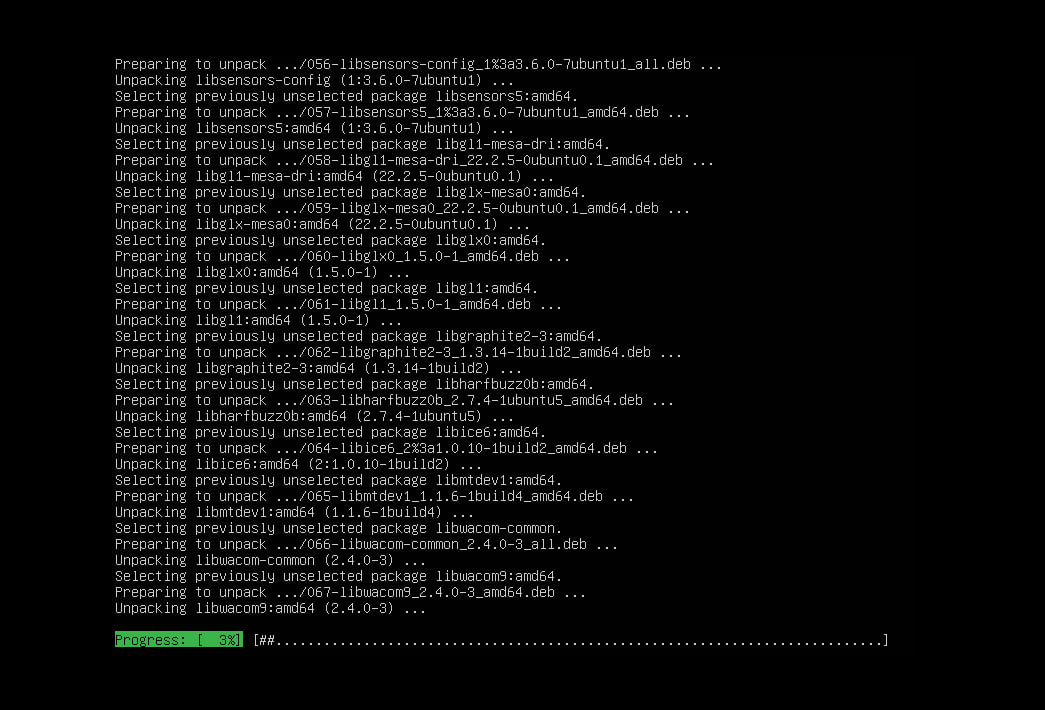 Preparing to unpack .../056-libsensors-config_1%3a3.6.0-7ubuntu1_all.deb ...
Unpacking libsensors-config (1:3.6.0-7ubuntu1) ...
Selecting previously unselected package libsensors5:amd64.
Preparing to unpack .../057-libsensors5_1%3a3.6.0-7ubuntu1_amd64.deb ...
Unpacking libsensors5:amd64 (1:3.6.0-7ubuntu1) ...
Selecting previously unselected package libgl1-mesa-dri:amd64.
Preparing to unpack .../058-libgl1-mesa-dri_22.2.5-0ubuntu0.1_amd64.deb ...
Unpacking libgl1-mesa-dri:amd64 (22.2.5-0ubuntu0.1) ...
Selecting previously unselected package libglx-mesa0:amd64.
Preparing to unpack .../059-libglx-mesa0_22.2.5-0ubuntu0.1_amd64.deb ...
Unpacking libglx-mesa0:amd64 (22.2.5-0ubuntu0.1) ...
Selecting previously unselected package libglx0:amd64.
Preparing to unpack .../060-libglx0_1.5.0-1_amd64.deb ...
Unpacking libglx0:amd64 (1.5.0-1) ...
Selecting previously unselected package libgl1:amd64.
Preparing to unpack .../061-libgl1_1.5.0-1_amd64.deb ...
Unpacking libgl1:amd64 (1.5.0-1) ...
Selecting previously unselected package libgraphite2-3:amd64.
Preparing to unpack .../062-libgraphite2-3_1.3.14-1build2_amd64.deb ...
Unpacking libgraphite2-3:amd64 (1.3.14-1build2) ...
Selecting previously unselected package libharfbuzz0b:amd64.
Preparing to unpack .../063-libharfbuzz0b_2.7.4-1ubuntu5_amd64.deb ...
Unpacking libharfbuzz0b:amd64 (2.7.4-1ubuntu5) ...
Selecting previously unselected package libice6:amd64.
Preparing to unpack .../064-libice6_2%3a1.0.10-1build2_amd64.deb ...
Unpacking libice6:amd64 (2:1.0.10-1build2) ...
Selecting previously unselected package libmtdev1:amd64.
Preparing to unpack .../065-libmtdev1_1.1.6-1build4_amd64.deb ...
Unpacking libmtdev1:amd64 (1.1.6-1build4) ...
Selecting previously unselected package libwacom-common.
Preparing to unpack .../066-libwacom-common_2.4.0-3_all.deb ...
Unpacking libwacom-common (2.4.0-3) ...
Selecting previously unselected package libwacom9:amd64.
Preparing to unpack .../067-libwacom9_2.4.0-3_amd64.deb ...
Unpacking libwacom9:amd64 (2.4.0-3) ...
Progress: [  3%] [##............................................................................]